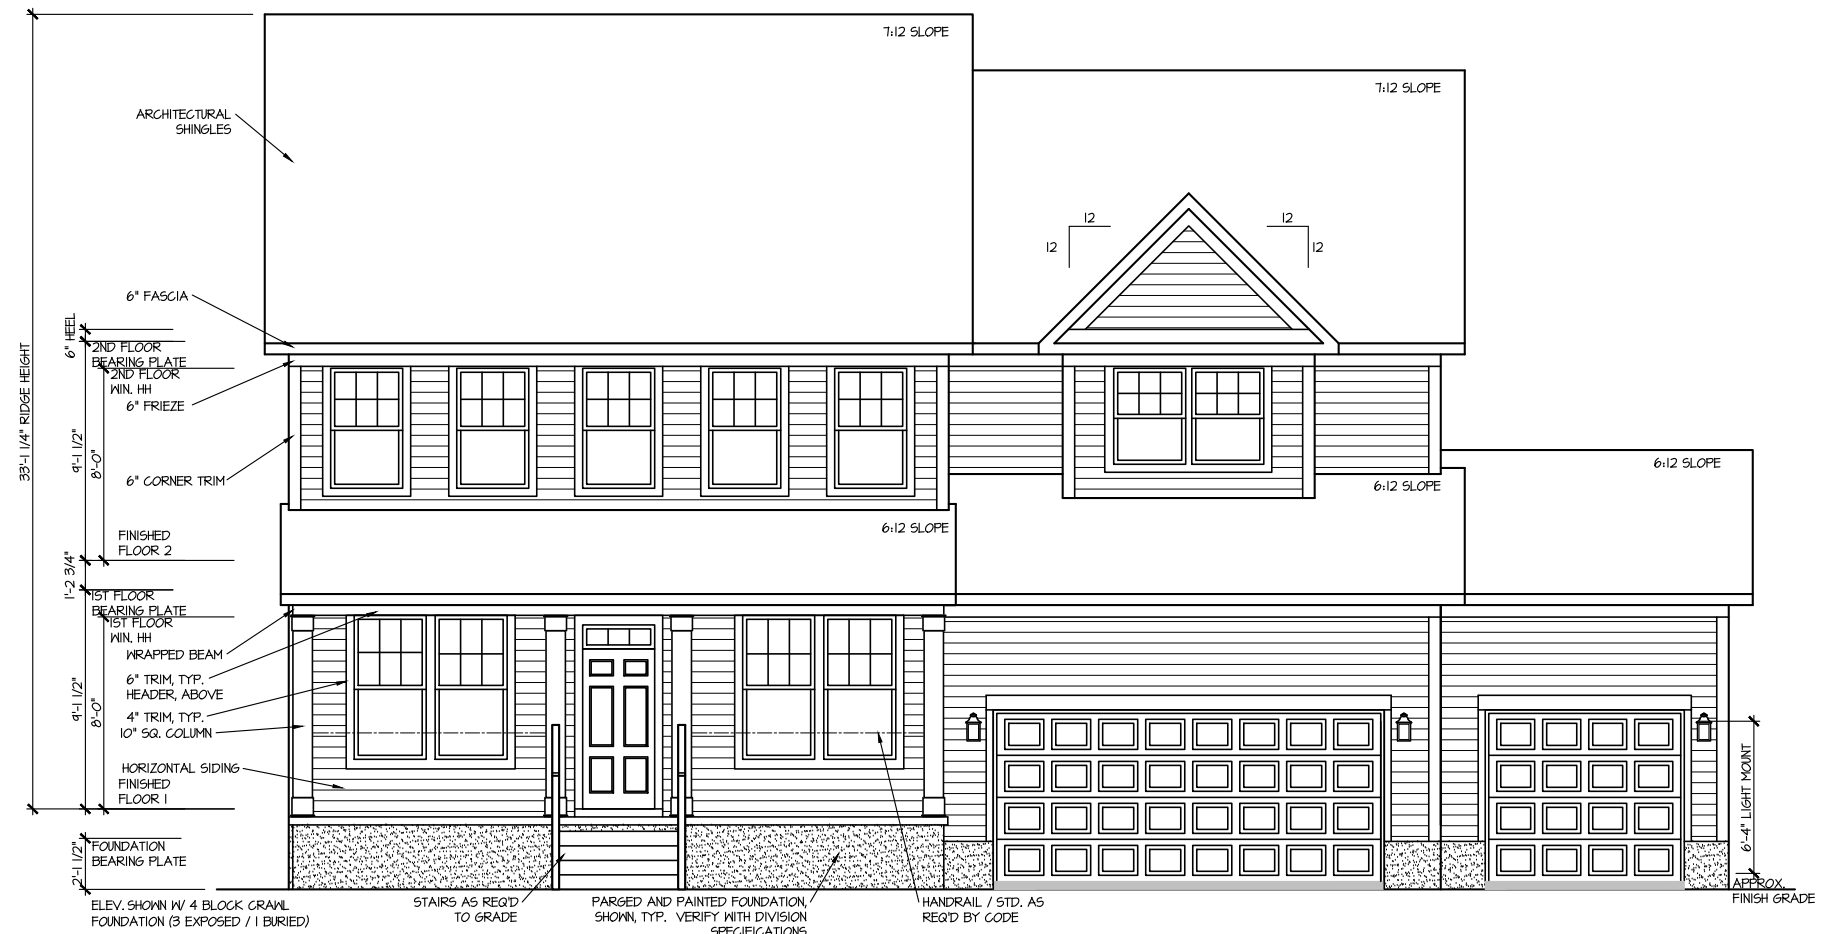 7:12 SLOPE
7:12 SLOPE
ARCHITECTURAL
SHINGLES
12
12
12
12
6" FASCIA
6" HEEL
2ND FLOOR
BEARING PLATE
2ND FLOOR
WIN. HH
6" FRIEZE
33'-1 1/4" RIDGE HEIGHT
9'-1 1/2"
8'-0"
6" CORNER TRIM
6:12 SLOPE
6:12 SLOPE
6:12 SLOPE
FINISHED
FLOOR 2
1'-2 3/4"
1ST FLOOR
BEARING PLATE
1ST FLOOR
WIN. HH
WRAPPED BEAM
6" TRIM, TYP.
HEADER, ABOVE
9'-1 1/2"
8'-0"
4" TRIM, TYP.
10" SQ. COLUMN
HORIZONTAL SIDING
FINISHED
FLOOR 1
6'-4" LIGHT MOUNT
FOUNDATION
BEARING PLATE
2'-1 1/2"
APPROX.
FINISH GRADE
ELEV. SHOWN W/ 4 BLOCK CRAWL
FOUNDATION (3 EXPOSED / 1 BURIED)
STAIRS AS REQ'D
TO GRADE
PARGED AND PAINTED FOUNDATION,
SHOWN, TYP. VERIFY WITH DIVISION
SPECIFICATIONS
HANDRAIL / STD. AS
REQ'D BY CODE